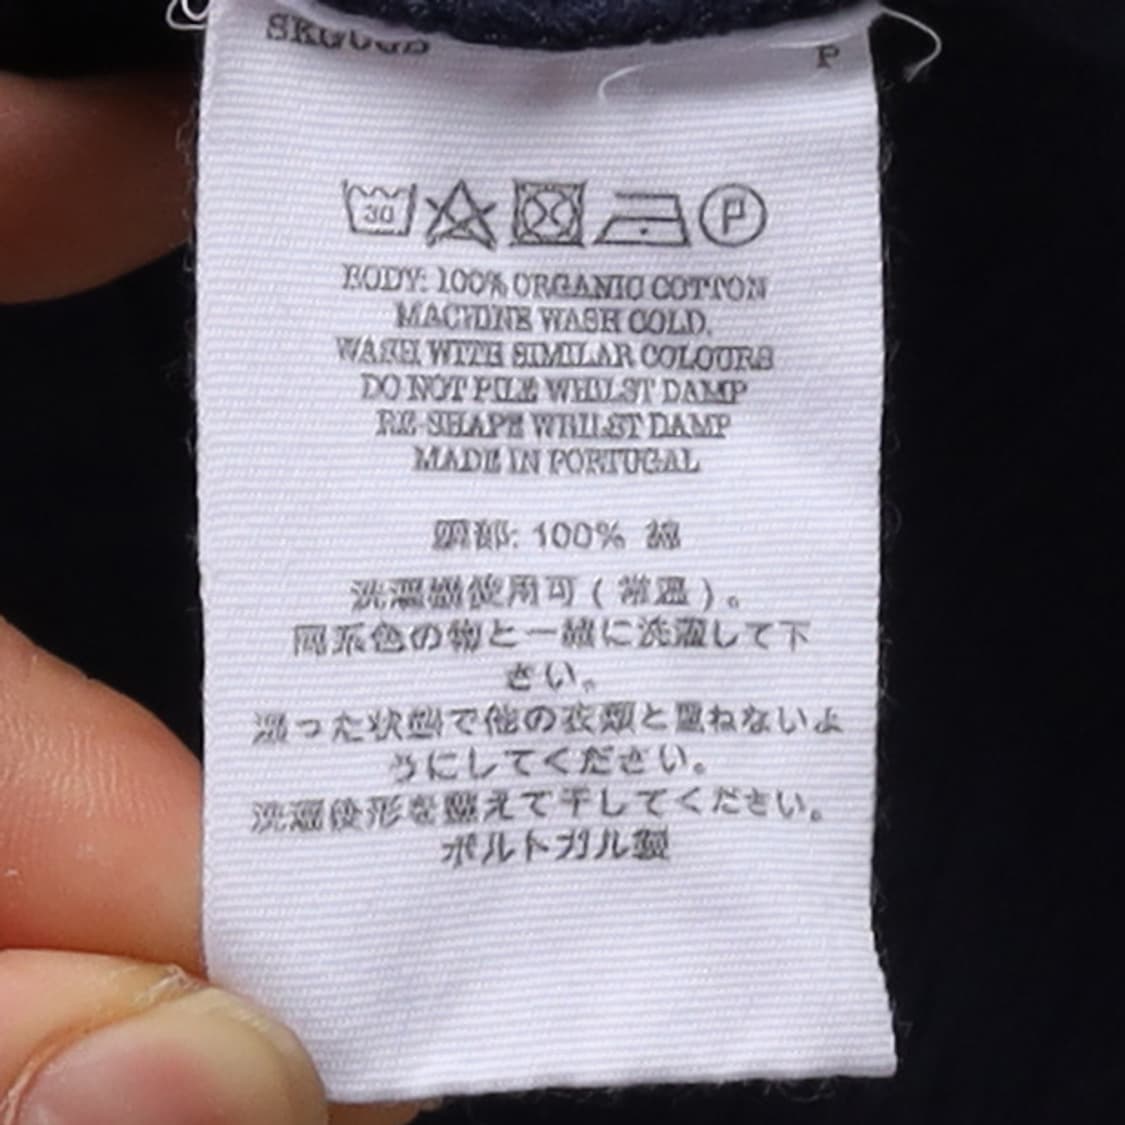 P
30
P
BODY: 100% ORGANIC COTTON
MACHINE WASH COLD.
WASH WITH SIMILAR COLOURS
DO NOT PILE WHILST DAMP
RE-SHAPE WHILST DAMP
MADE IN PORTUGAL
胴部: 100% 綿
洗濯機使用可 ( 常温 ) 。
同系色の物と一緒に洗濯して下
さい。
湿った状態で他の衣類と重ねないよ
うにしてください。
洗濯後形を整えて干してください。
ポルトガル製